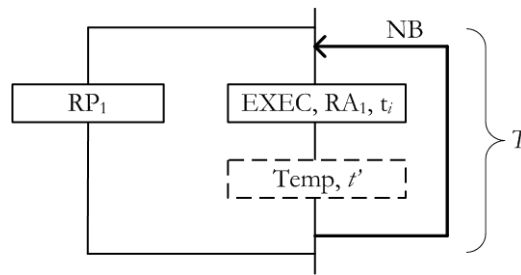 NB
RP₁
EXEC, RA₁, tᵢ
T
Temp, t'